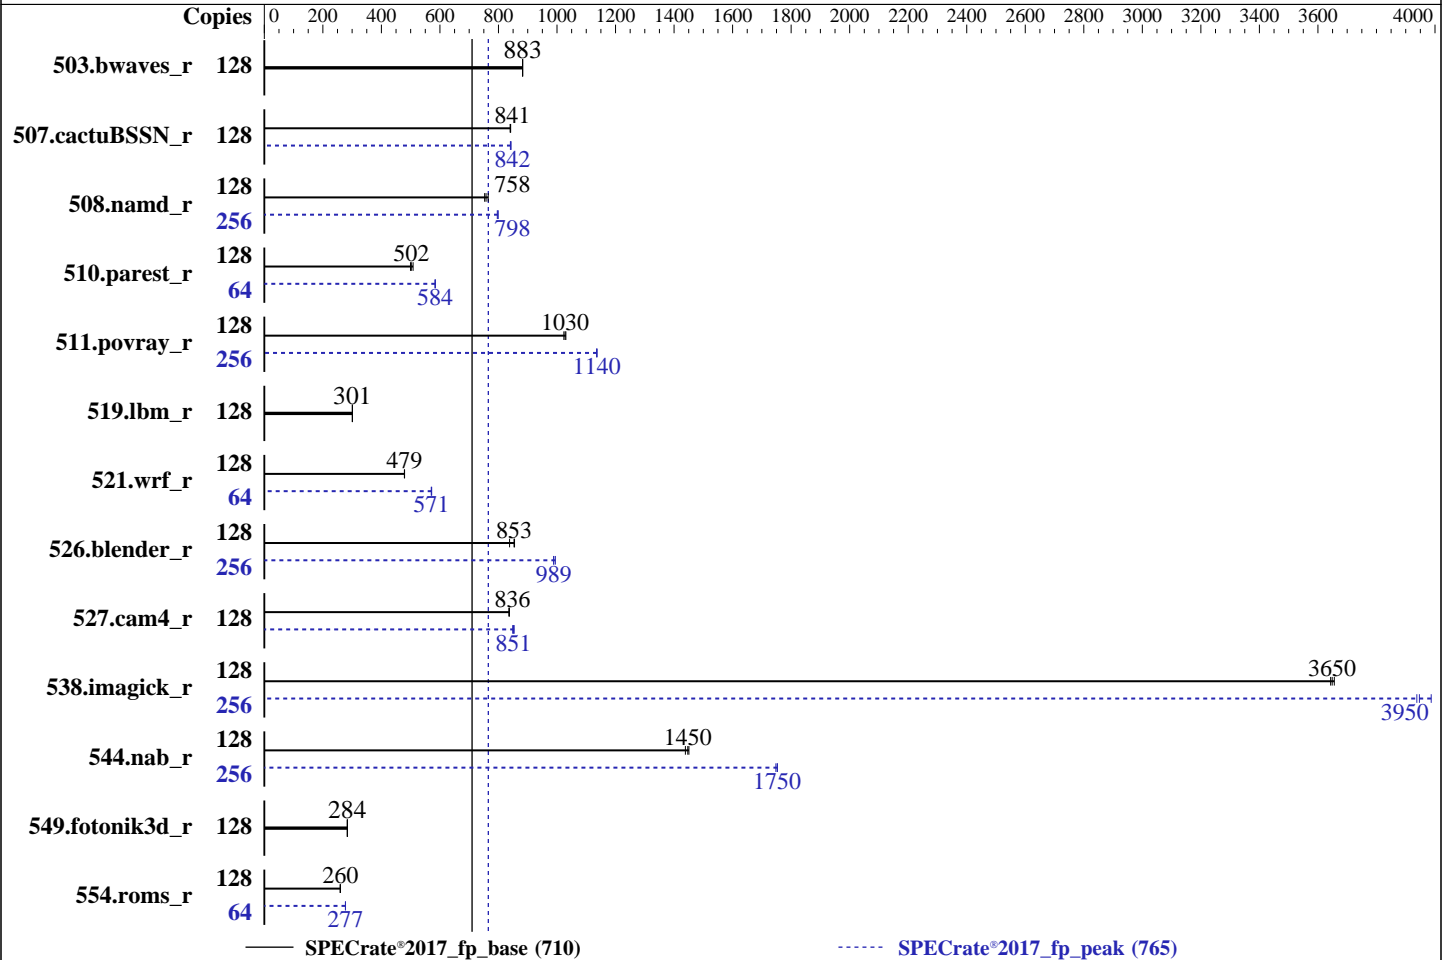 Copies 0 200 400 600 800 1000 1200 1400 1600 1800 2000 2200 2400 2600 2800 3000 3200 3400 3600 4000
883
503.bwaves_r 128
841
507.cactuBSSN_r 128
842
128 758
508.namd_r
256 798
128 502
510.parest_r
64 584
128 1030
511.povray_r
256 1140
301
519.lbm_r 128
128 479
521.wrf_r
64 571
128 853
526.blender_r
256 989
836
527.cam4_r 128
851
128 3650
538.imagick_r
256 3950
128 1450
544.nab_r
256 1750
284
549.fotonik3d_r 128
128 260
554.roms_r
64 277
SPECrate®2017_fp_base (710) SPECrate®2017_fp_peak (765)